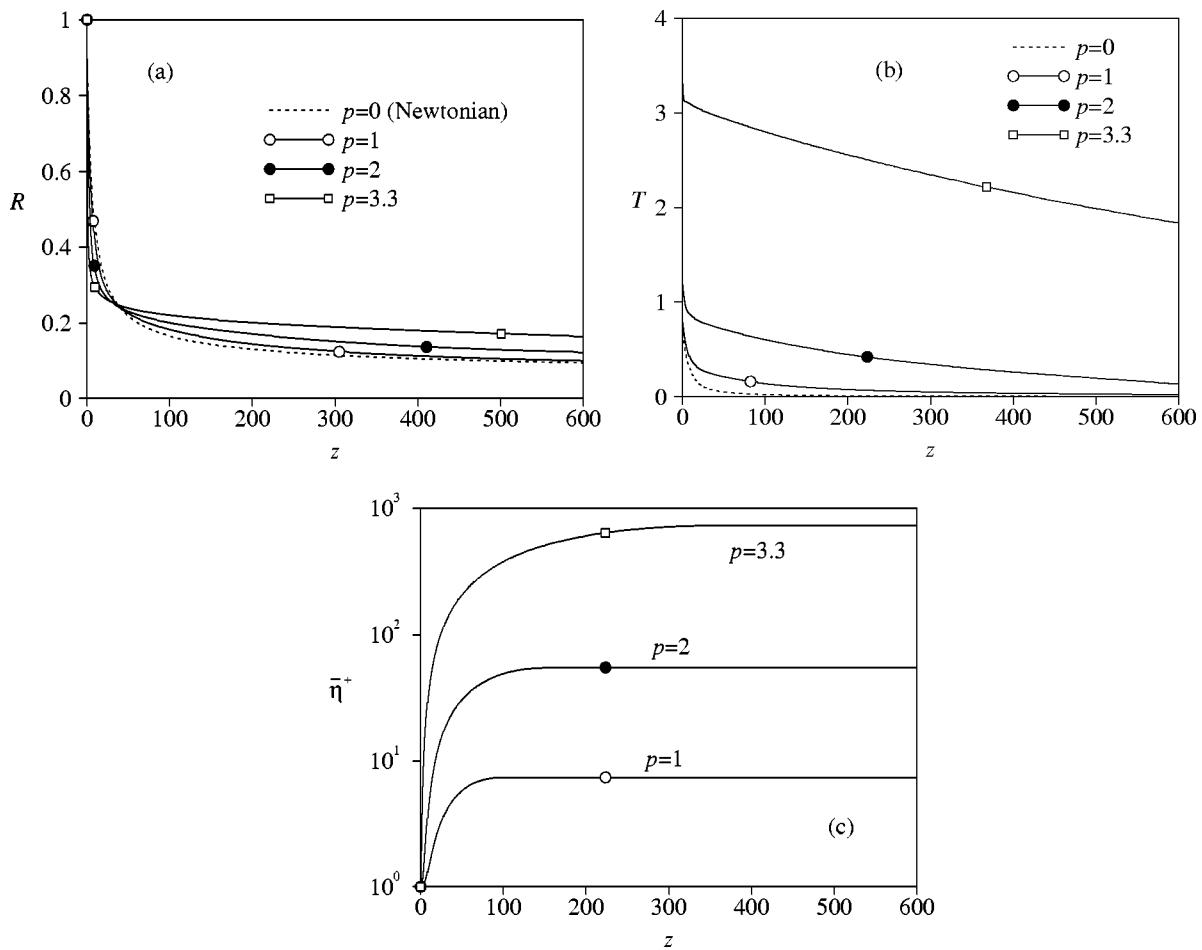 1
0.8
0.6
0.4
0.2
0
R
0 100 200 300 400 500 600
z
(a)
p=0 (Newtonian)
p=1
p=2
p=3.3
4
3
2
1
0
T
0 100 200 300 400 500 600
z
(b)
p=0
p=1
p=2
p=3.3
10³
10²
10¹
10⁰
η̄⁺
0 100 200 300 400 500 600
z
p=3.3
p=2
p=1
(c)